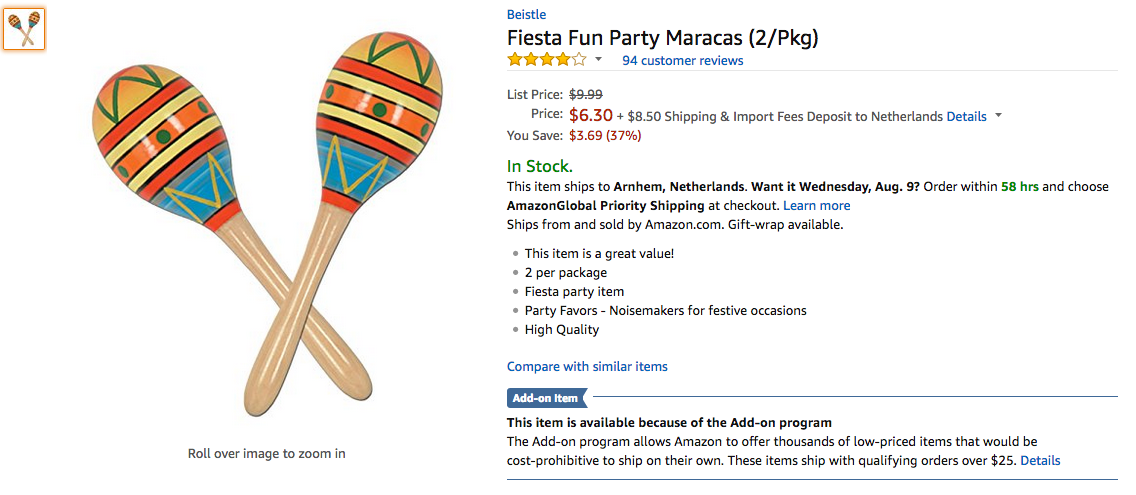 Beistle
Fiesta Fun Party Maracas (2/Pkg)
94 customer reviews
List Price: $9.99
Price: $6.30 + $8.50 Shipping & Import Fees Deposit to Netherlands Details
You Save: $3.69 (37%)
In Stock.
This item ships to Arnhem, Netherlands. Want it Wednesday, Aug. 9? Order within 58 hrs and choose
AmazonGlobal Priority Shipping at checkout. Learn more
Ships from and sold by Amazon.com. Gift-wrap available.
This item is a great value!
2 per package
Fiesta party item
Party Favors - Noisemakers for festive occasions
High Quality
Compare with similar items
Add-on Item
This item is available because of the Add-on program
The Add-on program allows Amazon to offer thousands of low-priced items that would be
cost-prohibitive to ship on their own. These items ship with qualifying orders over $25. Details
Roll over image to zoom in